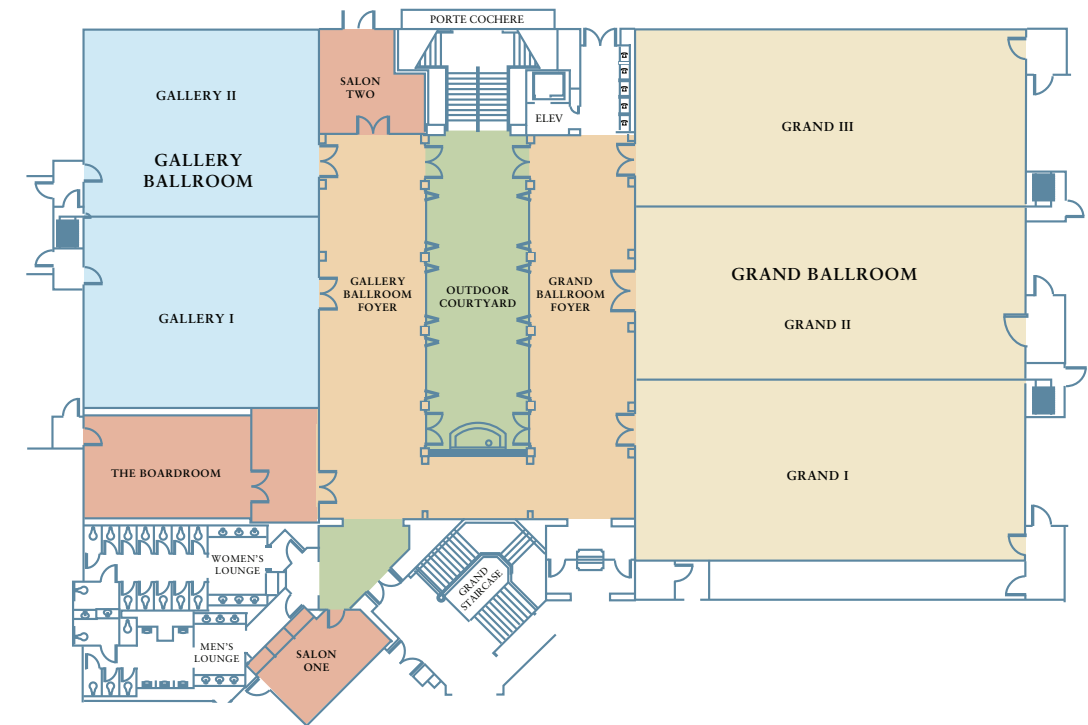 PORTE COCHERE
SALON
TWO
GALLERY II
ELEV
GRAND III
GALLERY
BALLROOM
GRAND BALLROOM
GALLERY
BALLROOM
FOYER
OUTDOOR
COURTYARD
GRAND
BALLROOM
FOYER
GALLERY I
GRAND II
THE BOARDROOM
GRAND I
WOMEN'S
LOUNGE
GRAND
STAIRCASE
MEN'S
LOUNGE
SALON
ONE